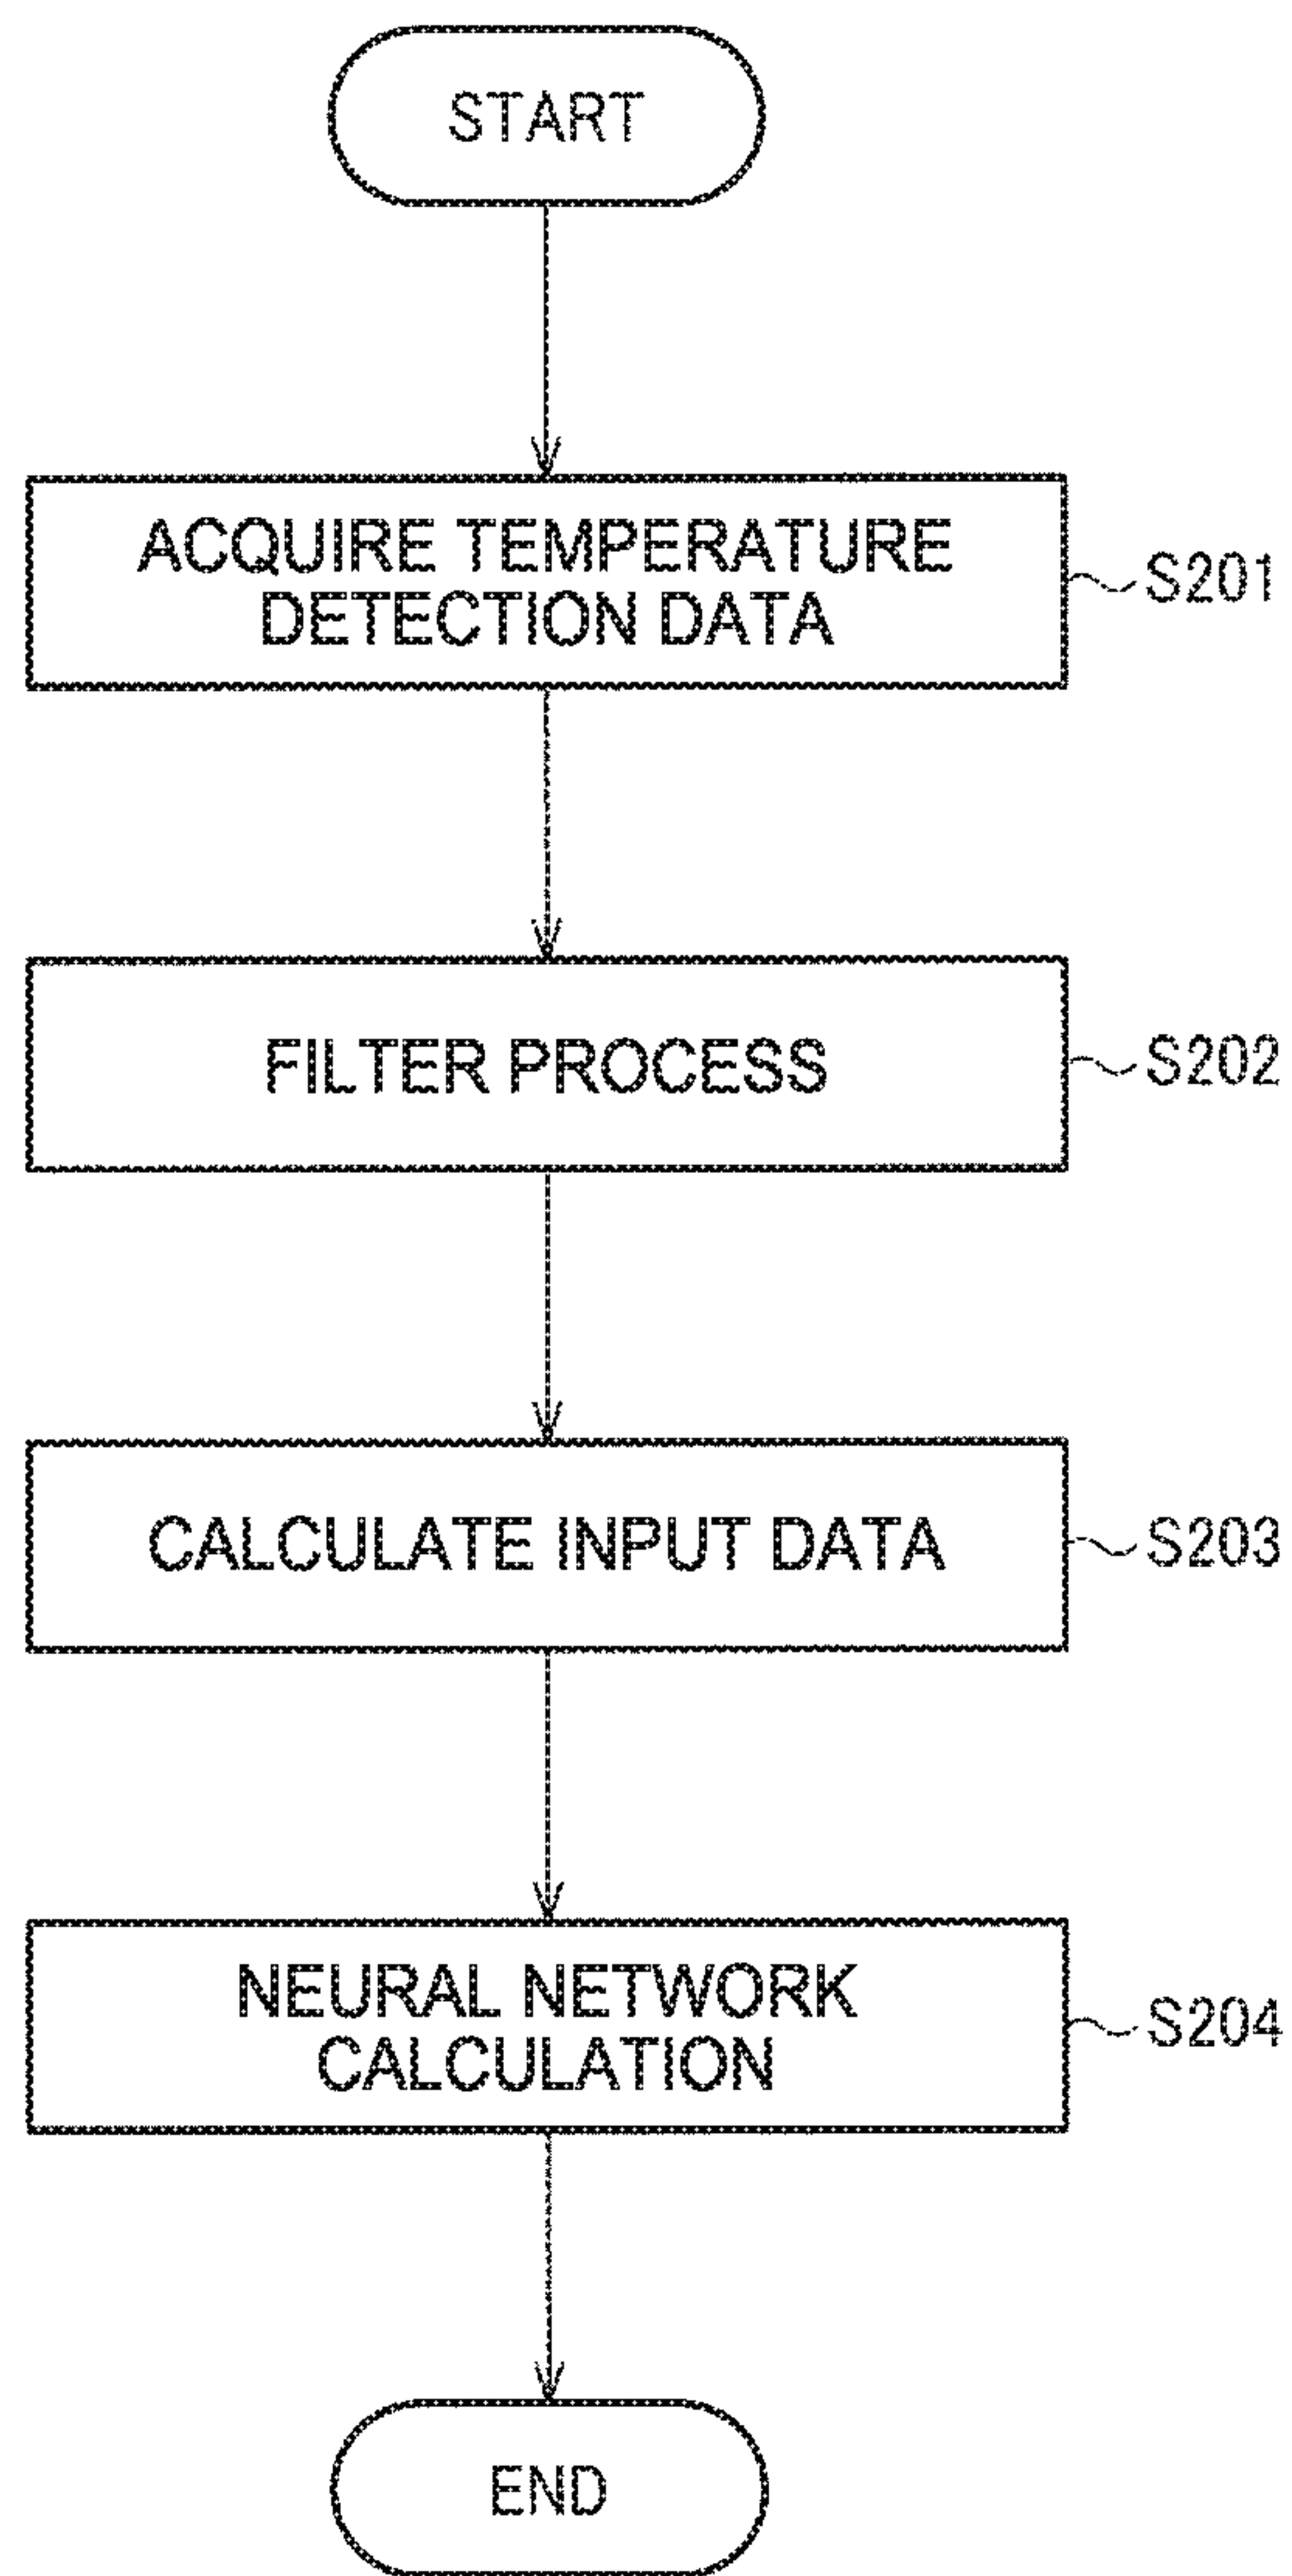 START
ACQUIRE TEMPERATURE
DETECTION DATA
S201
FILTER PROCESS
S202
CALCULATE INPUT DATA
S203
NEURAL NETWORK
CALCULATION
S204
END